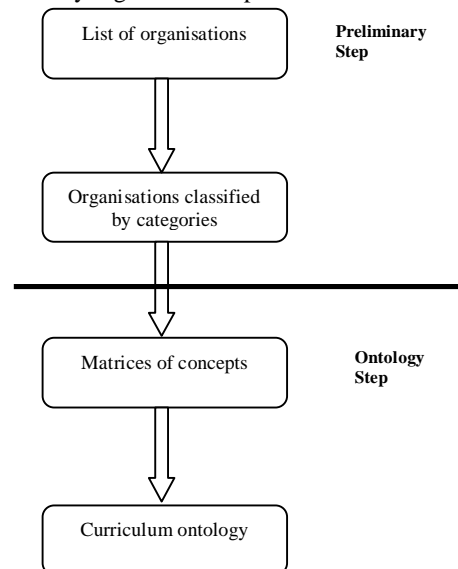 List of organisations
Preliminary
Step
Organisations classified
by categories
Matrices of concepts
Ontology
Step
Curriculum ontology